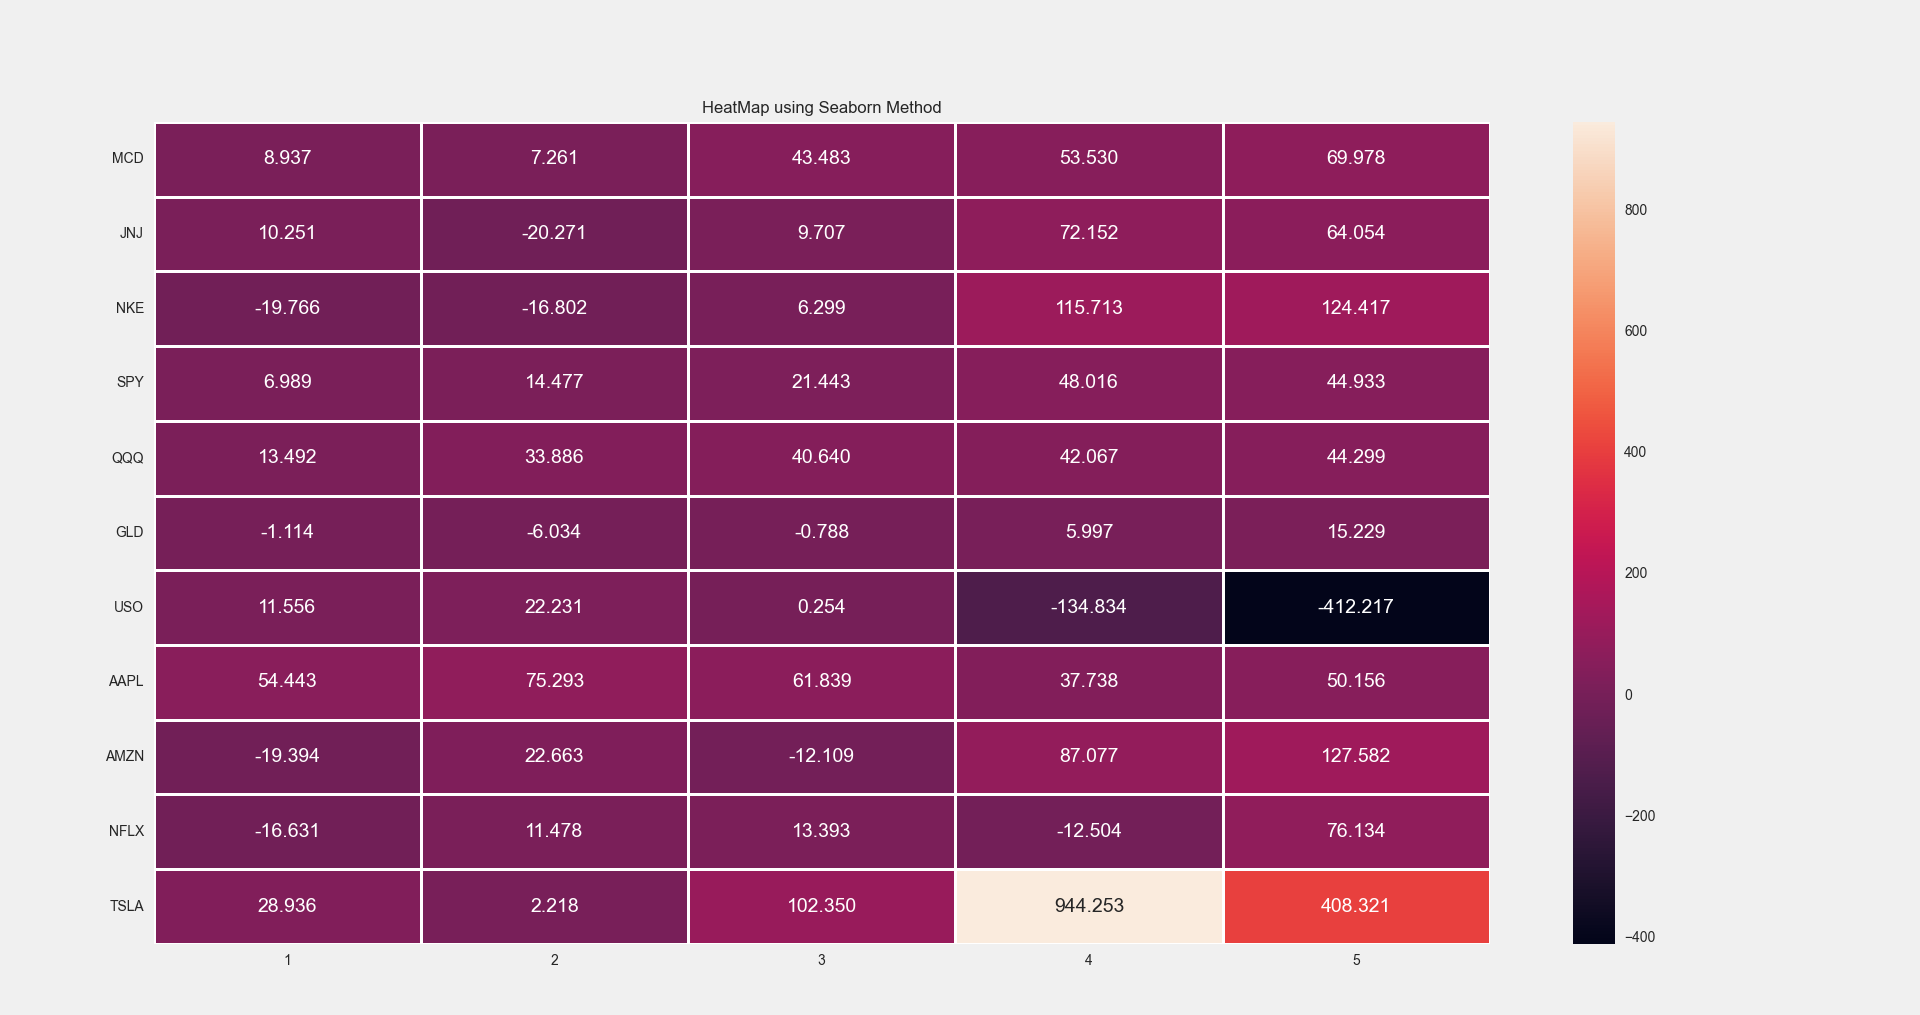 HeatMap using Seaborn Method
MCD 8.937 7.261 43.483 53.530 69.978
JNJ 10.251 -20.271 9.707 72.152 64.054
NKE -19.766 -16.802 6.299 115.713 124.417
SPY 6.989 14.477 21.443 48.016 44.933
QQQ 13.492 33.886 40.640 42.067 44.299
GLD -1.114 -6.034 -0.788 5.997 15.229
USO 11.556 22.231 0.254 -134.834 -412.217
AAPL 54.443 75.293 61.839 37.738 50.156
AMZN -19.394 22.663 -12.109 87.077 127.582
NFLX -16.631 11.478 13.393 -12.504 76.134
TSLA 28.936 2.218 102.350 944.253 408.321
1 2 3 4 5
800
600
400
200
0
−200
−400